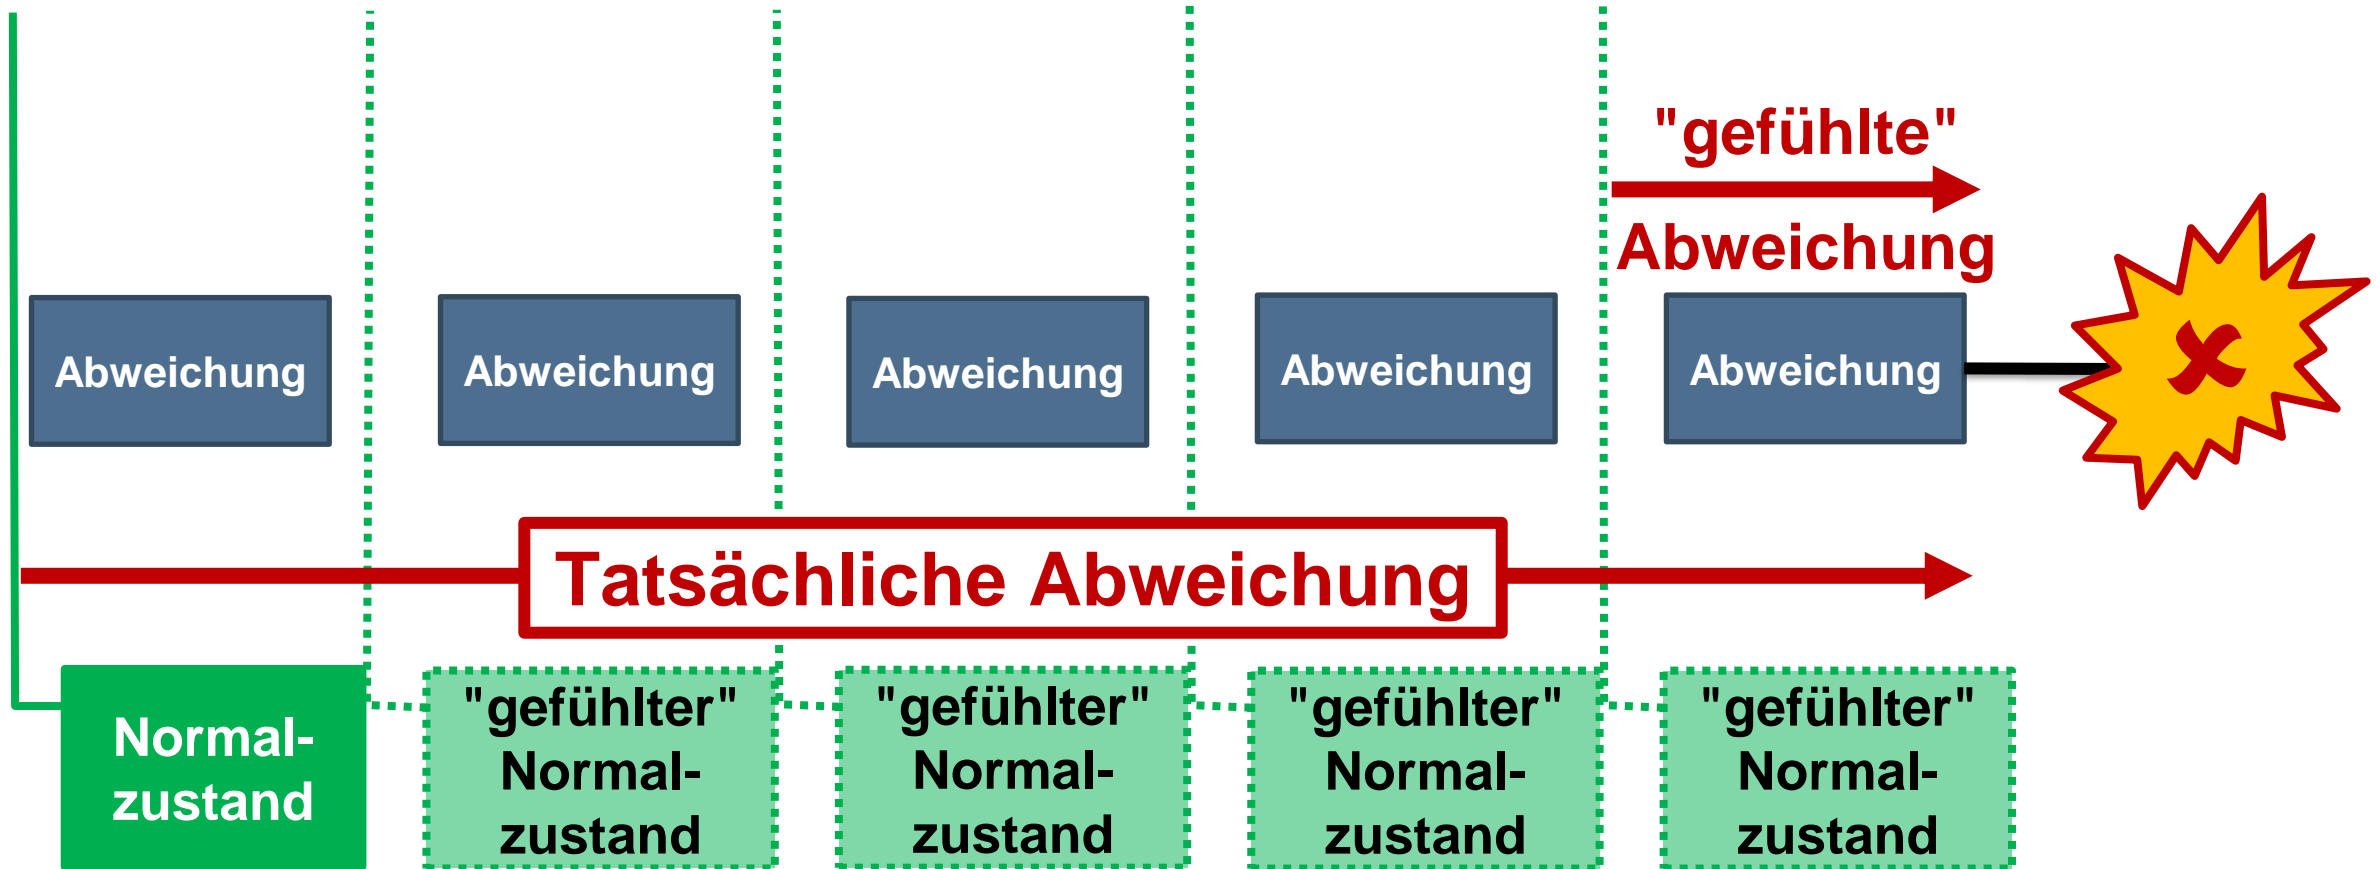 "gefühlte"
Abweichung
Abweichung
Abweichung
Abweichung
Abweichung
Abweichung
Tatsächliche Abweichung
Normal-
zustand
"gefühlter"
Normal-
zustand
"gefühlter"
Normal-
zustand
"gefühlter"
Normal-
zustand
"gefühlter"
Normal-
zustand